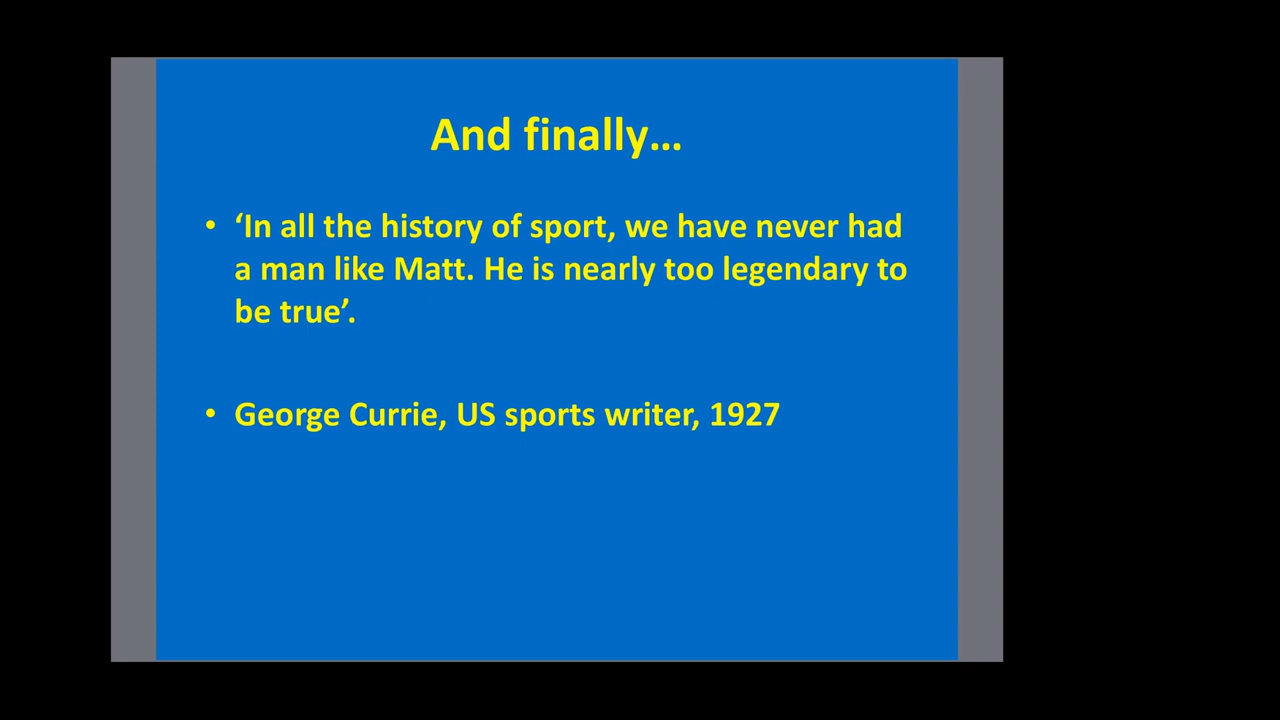 And finally…
• ‘In all the history of sport, we have never had
a man like Matt. He is nearly too legendary to
be true’.
• George Currie, US sports writer, 1927